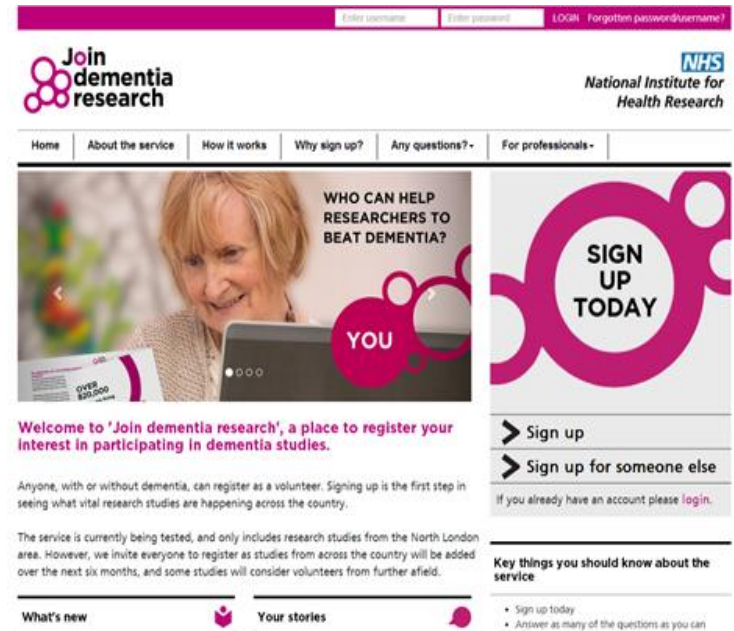 Enter username Enter password LOGIN Forgotten password/username?
Join
dementia
research
NHS
National Institute for
Health Research
Home About the service How it works Why sign up? Any questions? For professionals
WHO CAN HELP
RESEARCHERS TO
BEAT DEMENTIA?
YOU
OVER
820,000
SIGN
UP
TODAY
Sign up
Sign up for someone else
If you already have an account please login.
Welcome to 'Join dementia research', a place to register your
interest in participating in dementia studies.
Anyone, with or without dementia, can register as a volunteer. Signing up is the first step in
seeing what vital research studies are happening across the country.
The service is currently being tested, and only includes research studies from the North London
area. However, we invite everyone to register as studies from across the country will be added
over the next six months, and some studies will consider volunteers from further afield.
Key things you should know about the
service
Sign up today
Answer as many of the questions as you can
What's new
Your stories